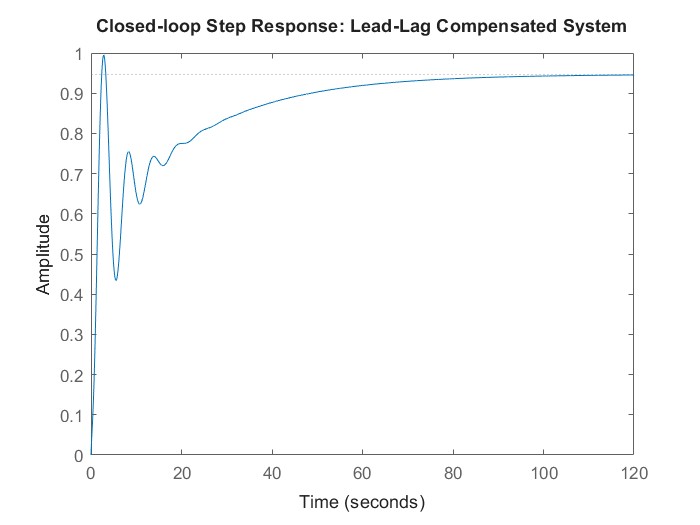 Closed-loop Step Response: Lead-Lag Compensated System
1
0.9
0.8
0.7
0.6
0.5
0.4
0.3
0.2
0.1
0
Amplitude
0 20 40 60 80 100 120
Time (seconds)